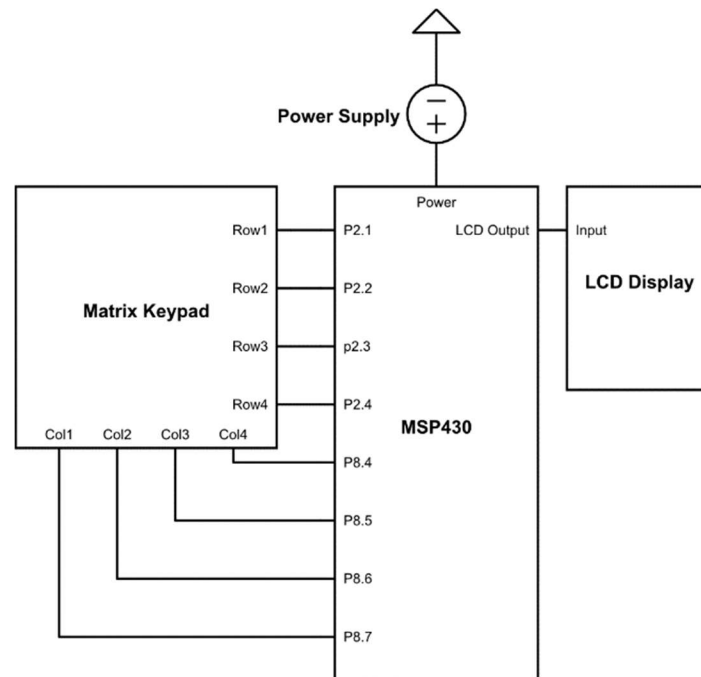 −
Power Supply
+
Power
Row1 P2.1 LCD Output Input
Row2 P2.2 LCD Display
Matrix Keypad
Row3 p2.3
Row4 P2.4
MSP430
Col1 Col2 Col3 Col4
P8.4
P8.5
P8.6
P8.7